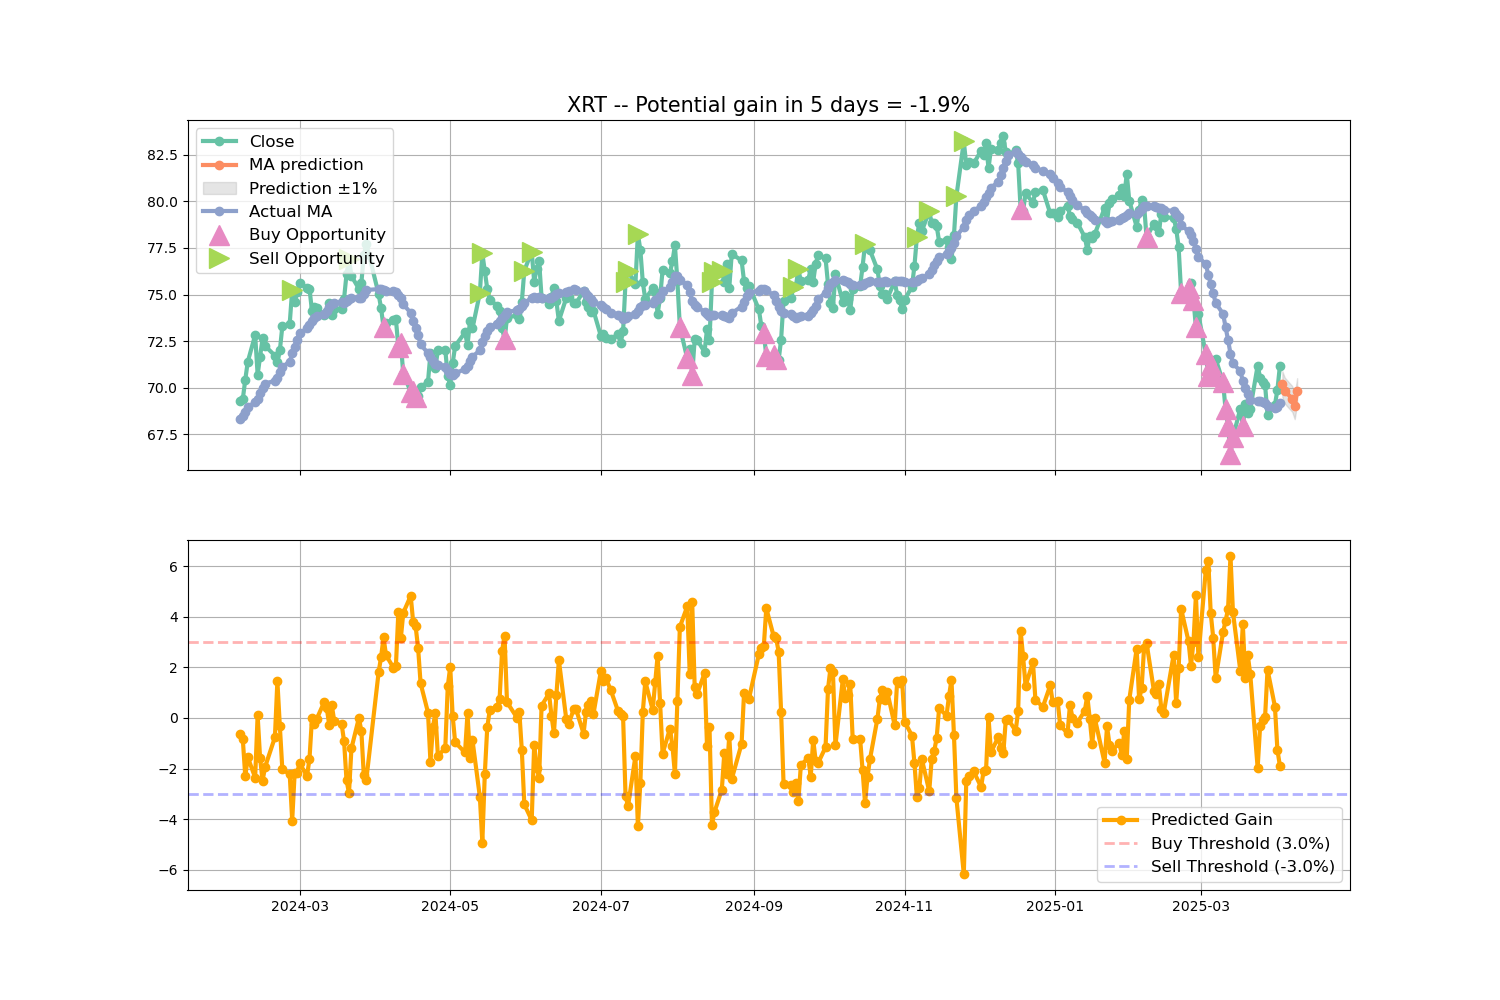 XRT -- Potential gain in 5 days = -1.9%
Close
MA prediction
Prediction ±1%
Actual MA
Buy Opportunity
Sell Opportunity
82.5
80.0
77.5
75.0
72.5
70.0
67.5
6
4
2
0
−2
−4
−6
Predicted Gain
Buy Threshold (3.0%)
Sell Threshold (-3.0%)
2024-03
2024-05
2024-07
2024-09
2024-11
2025-01
2025-03